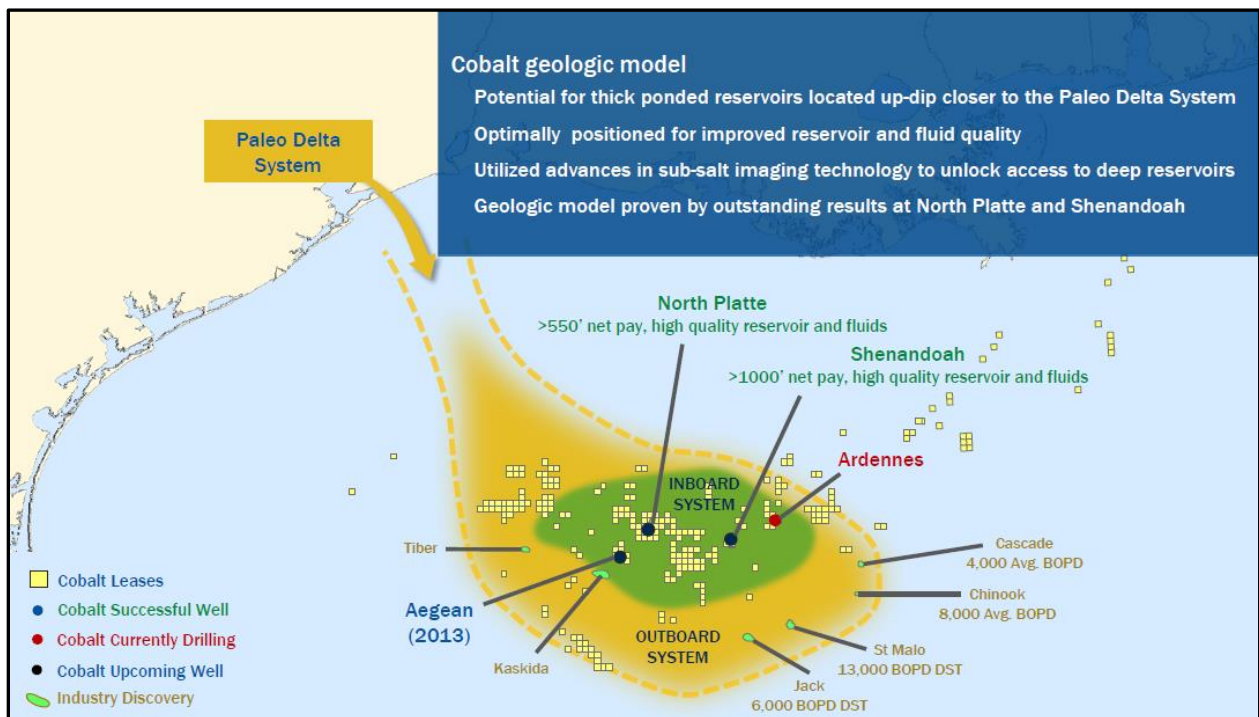 Cobalt geologic model
Potential for thick ponded reservoirs located up-dip closer to the Paleo Delta System
Optimally positioned for improved reservoir and fluid quality
Utilized advances in sub-salt imaging technology to unlock access to deep reservoirs
Geologic model proven by outstanding results at North Platte and Shenandoah
Paleo Delta
System
North Platte
>550' net pay, high quality reservoir and fluids
Shenandoah
>1000' net pay, high quality reservoir and fluids
Ardennes
INBOARD
SYSTEM
Tiber
Cascade
4,000 Avg. BOPD
Chinook
8,000 Avg. BOPD
Aegean
(2013)
Kaskida
OUTBOARD
SYSTEM
St Malo
13,000 BOPD DST
Jack
6,000 BOPD DST
Cobalt Leases
Cobalt Successful Well
Cobalt Currently Drilling
Cobalt Upcoming Well
Industry Discovery